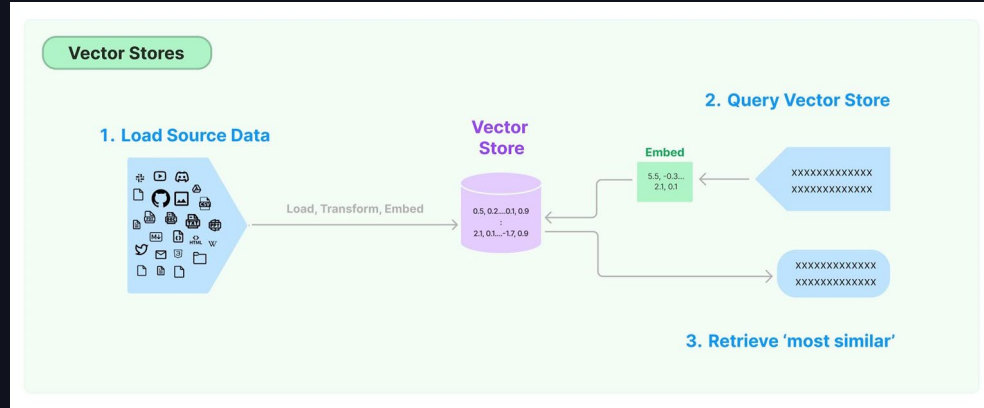 Vector Stores
2. Query Vector Store
1. Load Source Data
Vector
Store
Embed
5.5, -0.3...
2.1, 0.1
XXXXXXXXXXXXX
XXXXXXXXXXXXX
Load, Transform, Embed
0.5, 0.2....0.1, 0.9
:
2.1, 0.1....-1.7, 0.9
HTML
W
XXXXXXXXXXXXX
XXXXXXXXXXXXX
3. Retrieve ‘most similar’